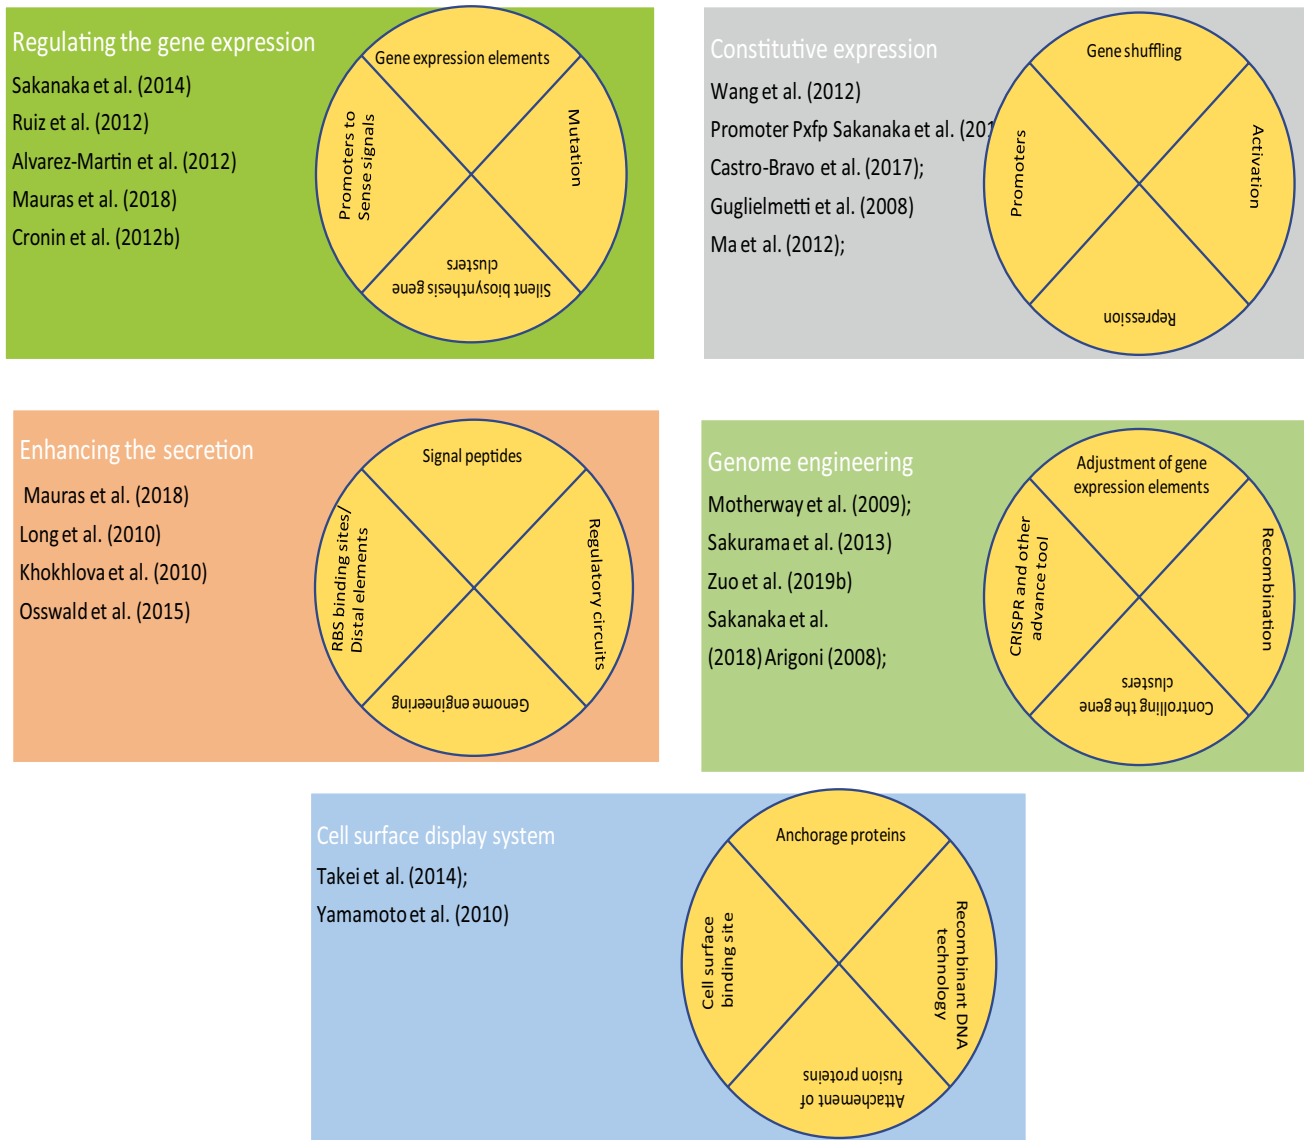 Regulating the gene expression
Sakanaka et al. (2014)
Ruiz et al. (2012)
Alvarez-Martin et al. (2012)
Mauras et al. (2018)
Cronin et al. (2012b)
Gene expression elements
Mutation
Silent biosynthesis gene
clusters
Promoters to
Sense signals
Constitutive expression
Wang et al. (2012)
Promoter Pxfp Sakanaka et al. (201
Castro-Bravo et al. (2017);
Guglielmetti et al. (2008)
Ma et al. (2012);
Gene shuffling
Activation
Repression
Promoters
Enhancing the secretion
Mauras et al. (2018)
Long et al. (2010)
Khokhlova et al. (2010)
Osswald et al. (2015)
Signal peptides
Regulatory circuits
Genome engineering
RBS binding sites/
Distal elements
Genome engineering
Motherway et al. (2009);
Sakurama et al. (2013)
Zuo et al. (2019b)
Sakanaka et al.
(2018) Arigoni (2008);
Adjustment of gene
expression elements
Recombination
Controlling the gene
clusters
CRISPR and other
advance tool
Cell surface display system
Takei et al. (2014);
Yamamoto et al. (2010)
Anchorage proteins
Recombinant DNA
technology
Attachement of
fusion proteins
Cell surface
binding site